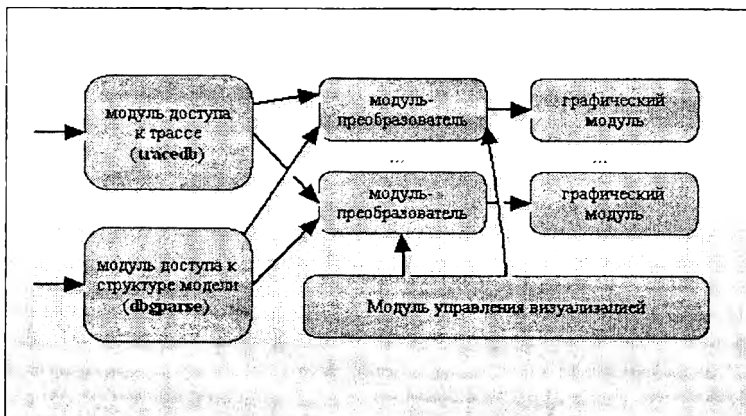 модуль доступа
к трассе
(tracedb)
модуль-
преобразователь
графический
модуль
...
...
модуль-
преобразователь
графический
модуль
модуль доступа к
структуре модели
(dbgparse)
Модуль управления визуализацией